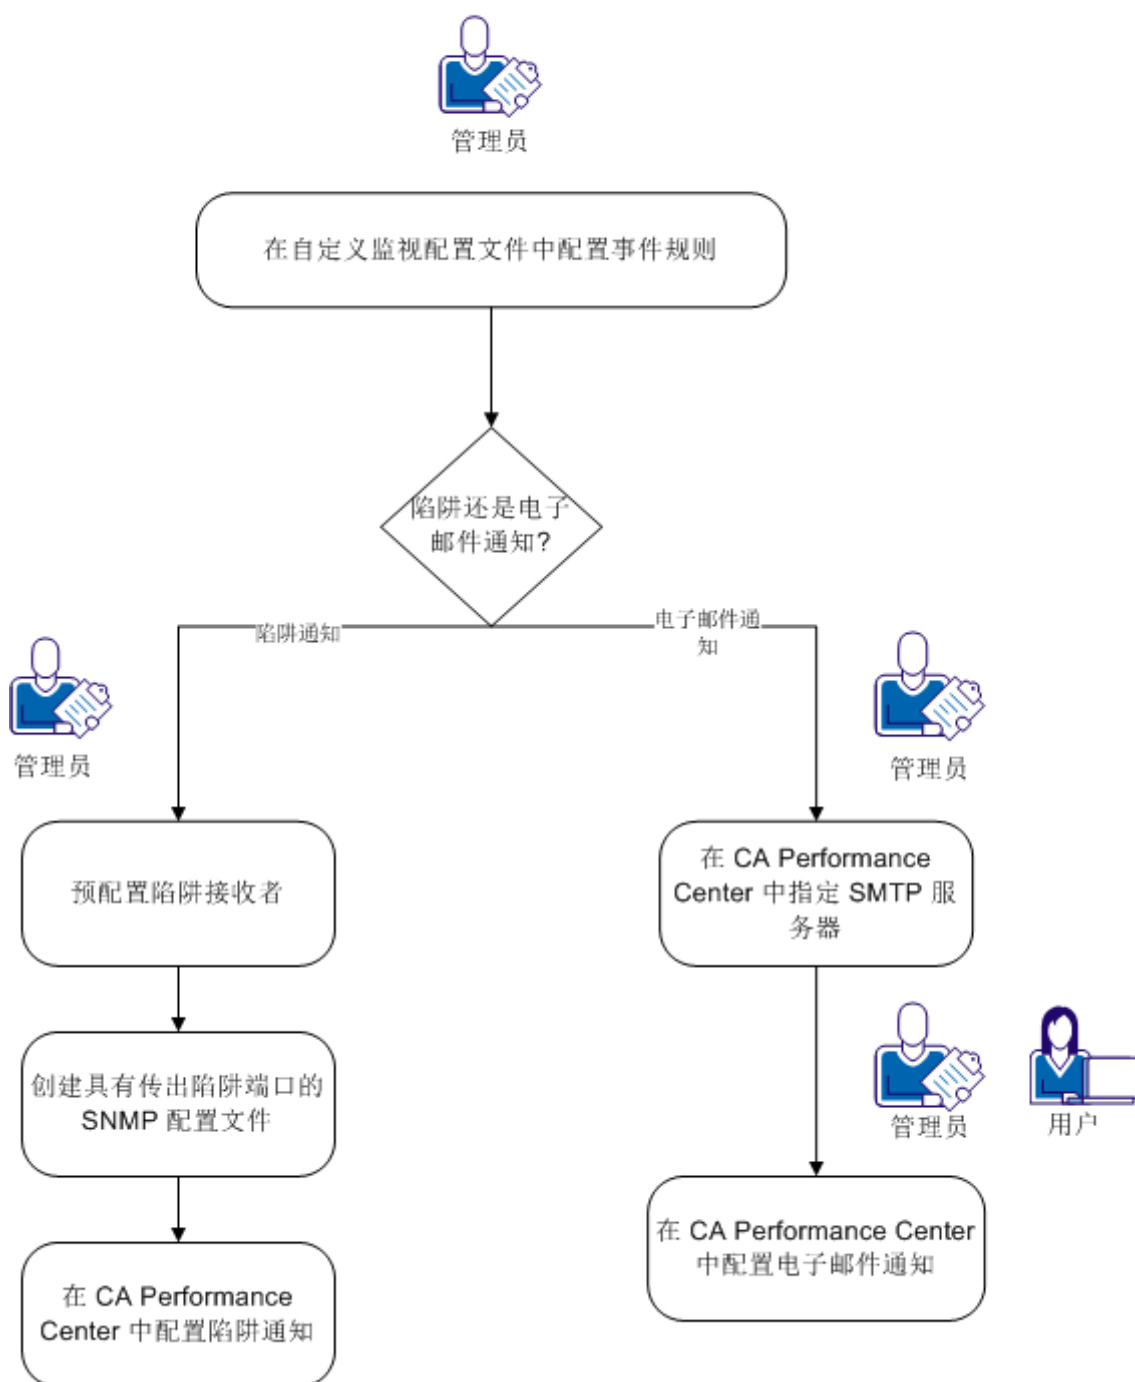 管理员
在自定义监视配置文件中配置事件规则
陷阱还是电子
邮件通知?
陷阱通知
电子邮件通
知
管理员
管理员
预配置陷阱接收者
在 CA Performance
Center 中指定 SMTP 服
务器
创建具有传出陷阱端口的
SNMP 配置文件
管理员
用户
在 CA Performance Center
中配置电子邮件通知
在 CA Performance
Center 中配置陷阱通知